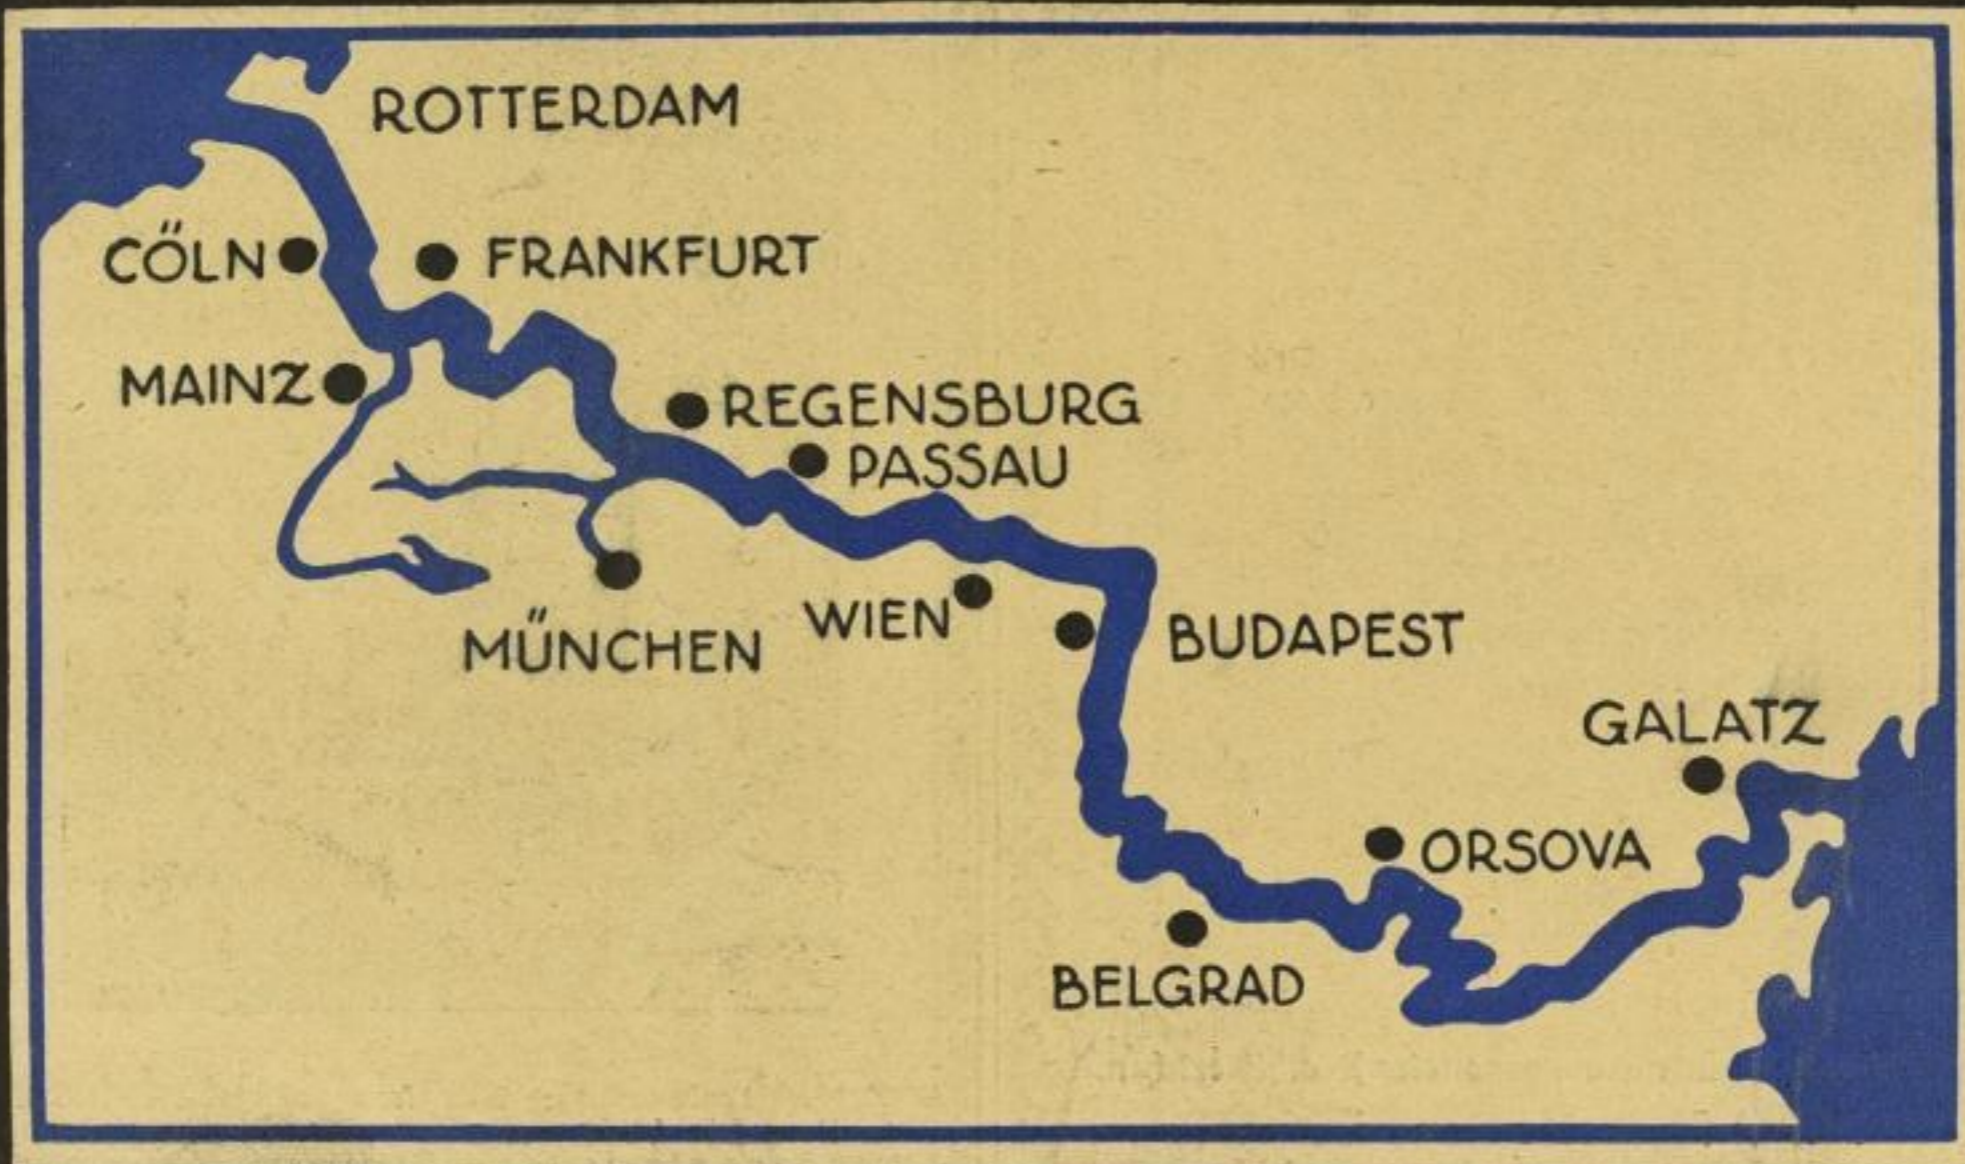 ROTTERDAM
CŐLN
FRANKFURT
MAINZ
REGENSBURG
PASSAU
WIEN
MŰNCHEN
BUDAPEST
GALATZ
ORSOVA
BELGRAD